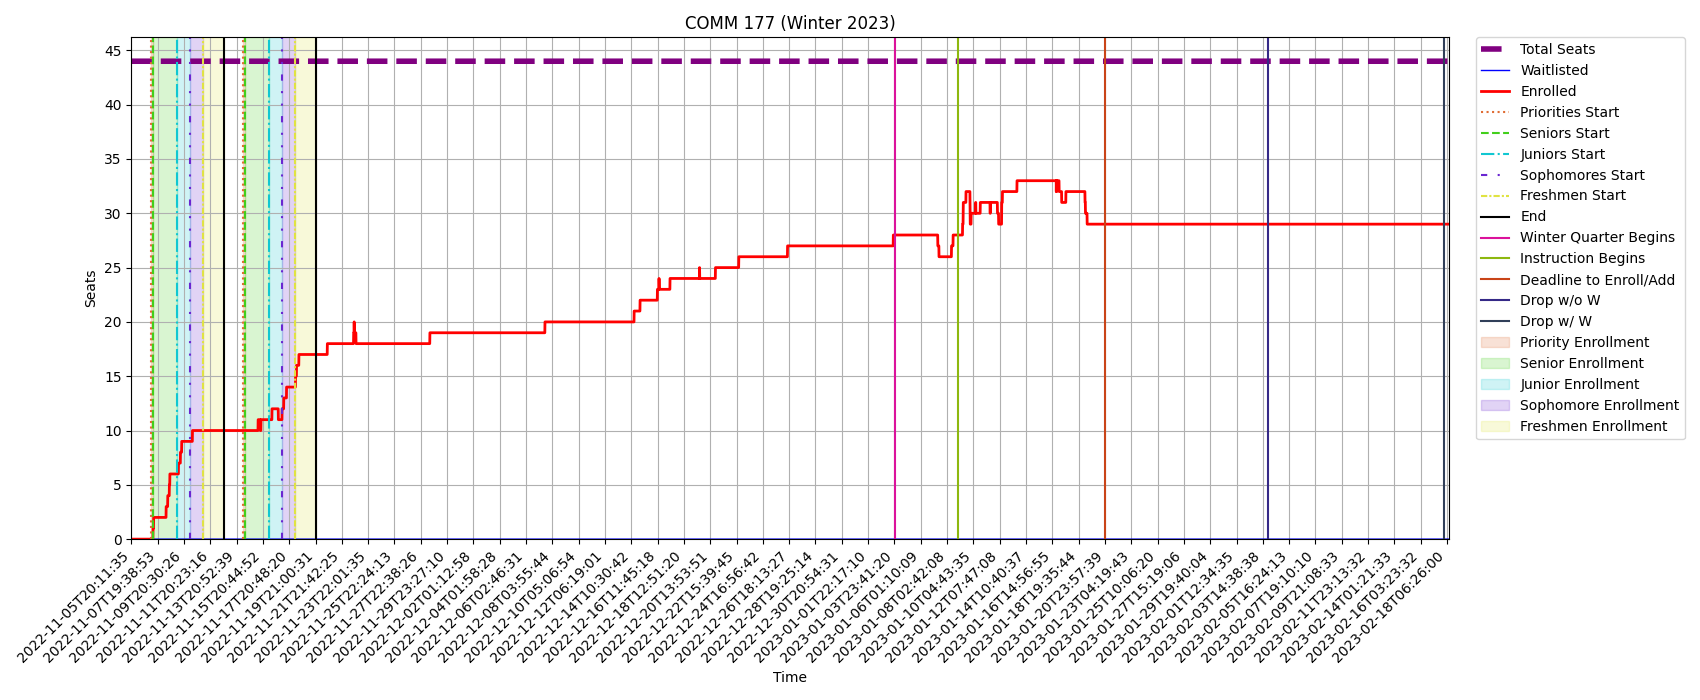 COMM 177 (Winter 2023)
45
40
35
30
25
20
15
10
5
0
Seats
2022-11-05T20:11:35
2022-11-07T19:38:53
2022-11-09T20:30:26
2022-11-11T20:23:16
2022-11-13T20:52:39
2022-11-15T20:44:52
2022-11-17T20:48:20
2022-11-19T21:00:31
2022-11-21T21:42:25
2022-11-23T22:01:35
2022-11-25T22:24:13
2022-11-27T22:38:26
2022-11-29T23:27:10
2022-12-04T01:12:58
2022-12-04T01:58:28
2022-12-06T02:46:31
2022-12-08T03:55:44
2022-12-10T05:06:54
2022-12-12T06:19:01
2022-12-14T10:30:42
2022-12-16T11:45:18
2022-12-18T12:51:20
2022-12-20T13:53:51
2022-12-22T15:39:45
2022-12-24T16:56:42
2022-12-26T18:13:27
2022-12-28T19:25:14
2022-12-30T20:54:31
2023-01-01T22:17:10
2023-01-03T23:41:20
2023-01-06T01:10:09
2023-01-08T02:42:08
2023-01-10T04:43:35
2023-01-12T07:47:08
2023-01-14T10:40:37
2023-01-16T14:56:55
2023-01-18T19:35:44
2023-01-20T23:57:39
2023-01-23T04:19:43
2023-01-25T10:06:20
2023-01-27T15:19:06
2023-01-29T19:40:04
2023-02-01T12:34:35
2023-02-03T14:38:38
2023-02-05T16:24:13
2023-02-07T19:10:10
2023-02-09T21:08:33
2023-02-11T23:13:32
2023-02-14T01:21:33
2023-02-16T03:23:32
2023-02-18T06:26:00
Time
Total Seats
Waitlisted
Enrolled
Priorities Start
Seniors Start
Juniors Start
Sophomores Start
Freshmen Start
End
Winter Quarter Begins
Instruction Begins
Deadline to Enroll/Add
Drop w/o W
Drop w/ W
Priority Enrollment
Senior Enrollment
Junior Enrollment
Sophomore Enrollment
Freshmen Enrollment